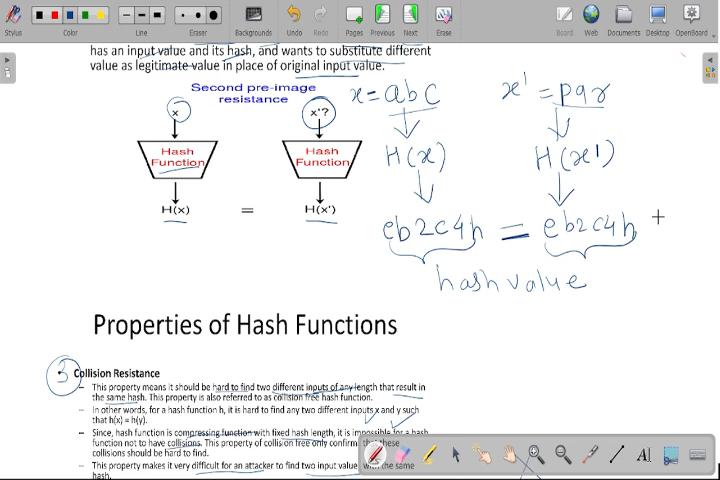 Stylus
Color
Line
Eraser
Undo
Redo
Pages
Previous
Next
Erase
Board
Web
Documents
Desktop
OpenBoard
has an input value and its hash, and wants to substitute different
value as legitimate value in place of original input value.
Second pre-image
resistance
x
x'?
Hash
Function
Hash
Function
H(x)
=
H(x')
x = abc
x' = pqr
H(x)
H(x')
eb2c4h = eb2c4h
hash value
Properties of Hash Functions
3
Collision Resistance
– This property means it should be hard to find two different inputs of any length that result in
the same hash. This property is also referred to as collision free hash function.
– In other words, for a hash function h, it is hard to find any two different inputs x and y such
that h(x) = h(y).
– Since, hash function is compressing function with fixed hash length, it is impossible for a hash
function not to have collisions. This property of collision free only confirms that these
collisions should be hard to find.
– This property makes it very difficult for an attacker to find two input values with the same
hash.